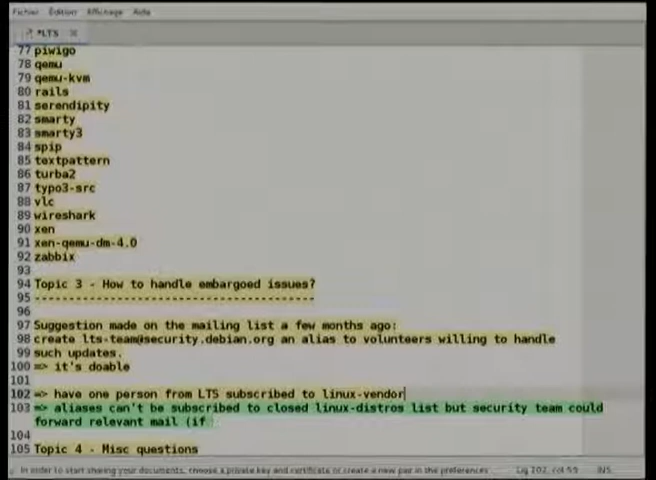 Fichier Édition Affichage Aide
*LTS
77 piwigo
78 qemu
79 qemu-kvm
80 rails
81 serendipity
82 smarty
83 smarty3
84 spip
85 textpattern
86 turba2
87 typo3-src
88 vlc
89 wireshark
90 xen
91 xen-qemu-dm-4.0
92 zabbix
93
94 Topic 3 - How to handle embargoed issues?
95 ----------------------------------------
96
97 Suggestion made on the mailing list a few months ago:
98 create lts-team@security.debian.org an alias to volunteers willing to handle
99 such updates.
100 => it's doable
101
102 => have one person from LTS subscribed to linux-vendor
103 => aliases can't be subscribed to closed linux-distros list but security team could
forward relevant mail (if
104
105 Topic 4 - Misc questions
In order to start sharing your documents, choose a private key and certificate or create a new pair in the preferences
Lig 102, col 55 INS